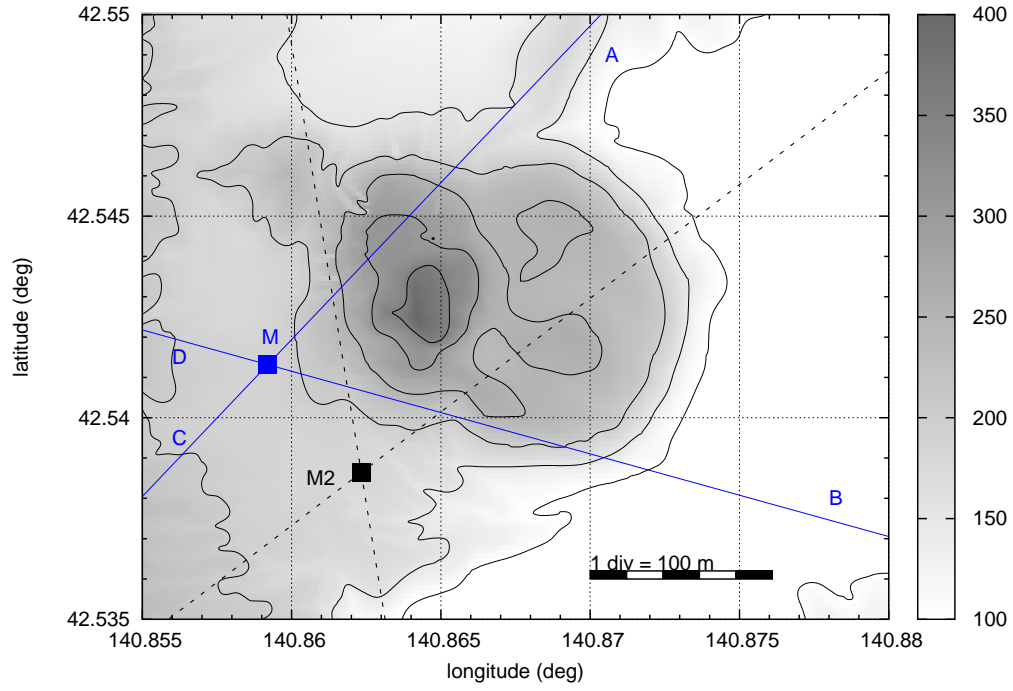 42.55
42.545
42.54
42.535
latitude (deg)
140.855
140.86
140.865
140.87
140.875
140.88
longitude (deg)
A
M
D
C
M2
B
1 div = 100 m
400
350
300
250
200
150
100